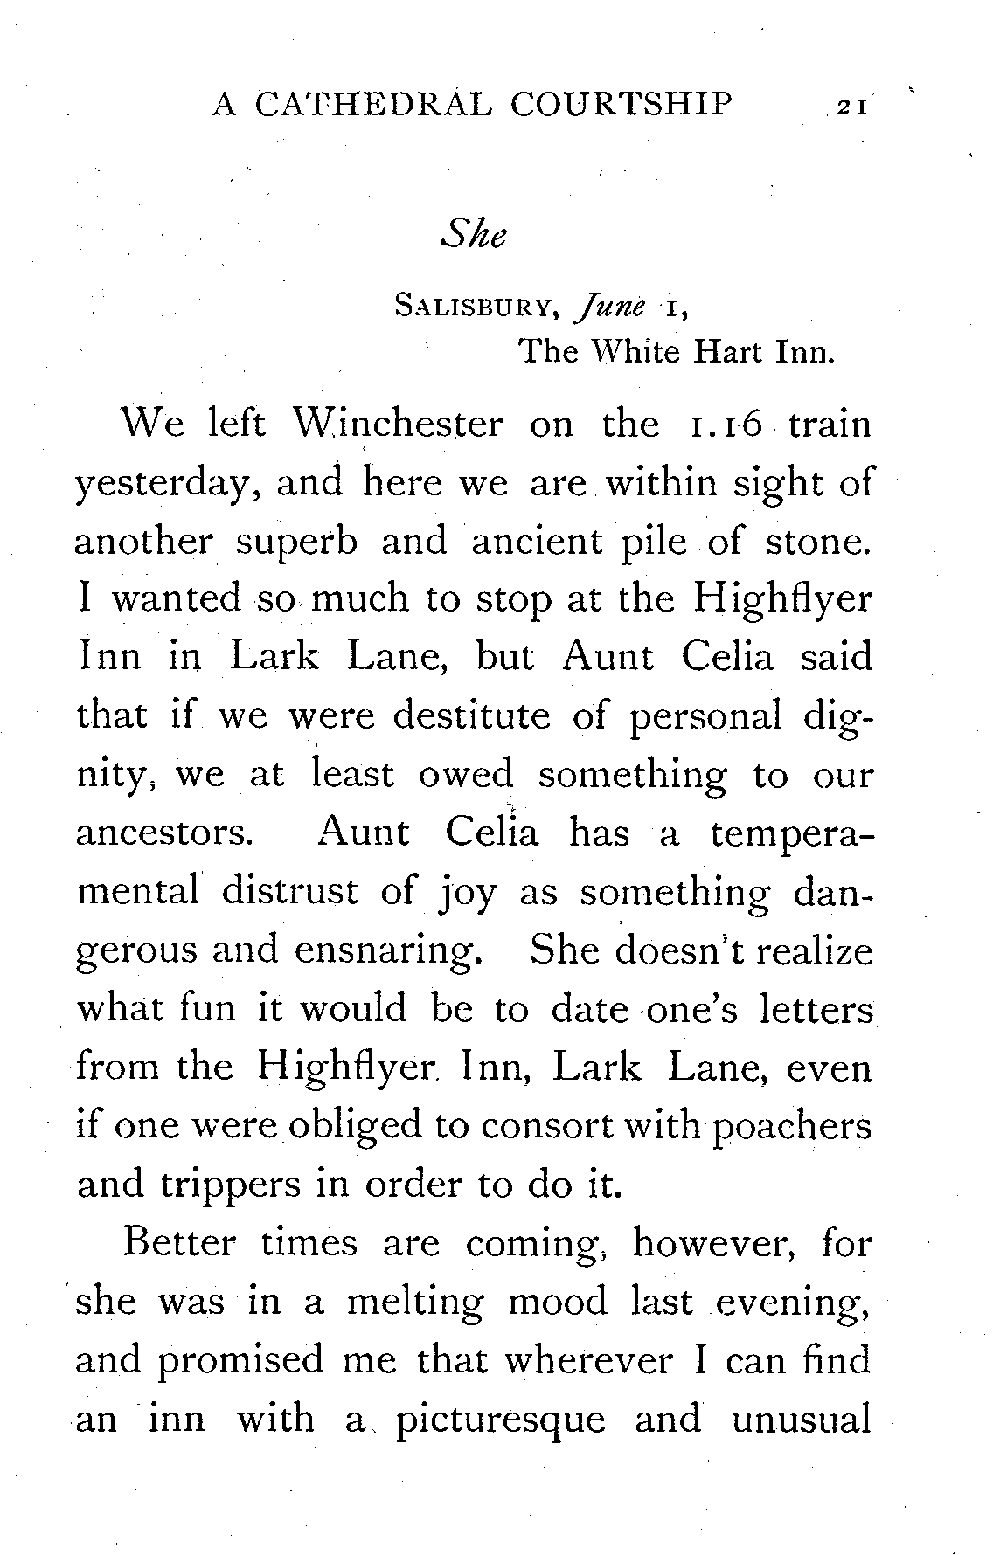 A CATHEDRAL COURTSHIP 21
She
SALISBURY, June 1,
The White Hart Inn.
We left Winchester on the 1.16 train
yesterday, and here we are within sight of
another superb and ancient pile of stone.
I wanted so much to stop at the Highflyer
Inn in Lark Lane, but Aunt Celia said
that if we were destitute of personal dig-
nity, we at least owed something to our
ancestors. Aunt Celia has a tempera-
mental distrust of joy as something dan-
gerous and ensnaring. She doesn't realize
what fun it would be to date one's letters
from the Highflyer Inn, Lark Lane, even
if one were obliged to consort with poachers
and trippers in order to do it.
Better times are coming, however, for
she was in a melting mood last evening,
and promised me that wherever I can find
an inn with a picturesque and unusual